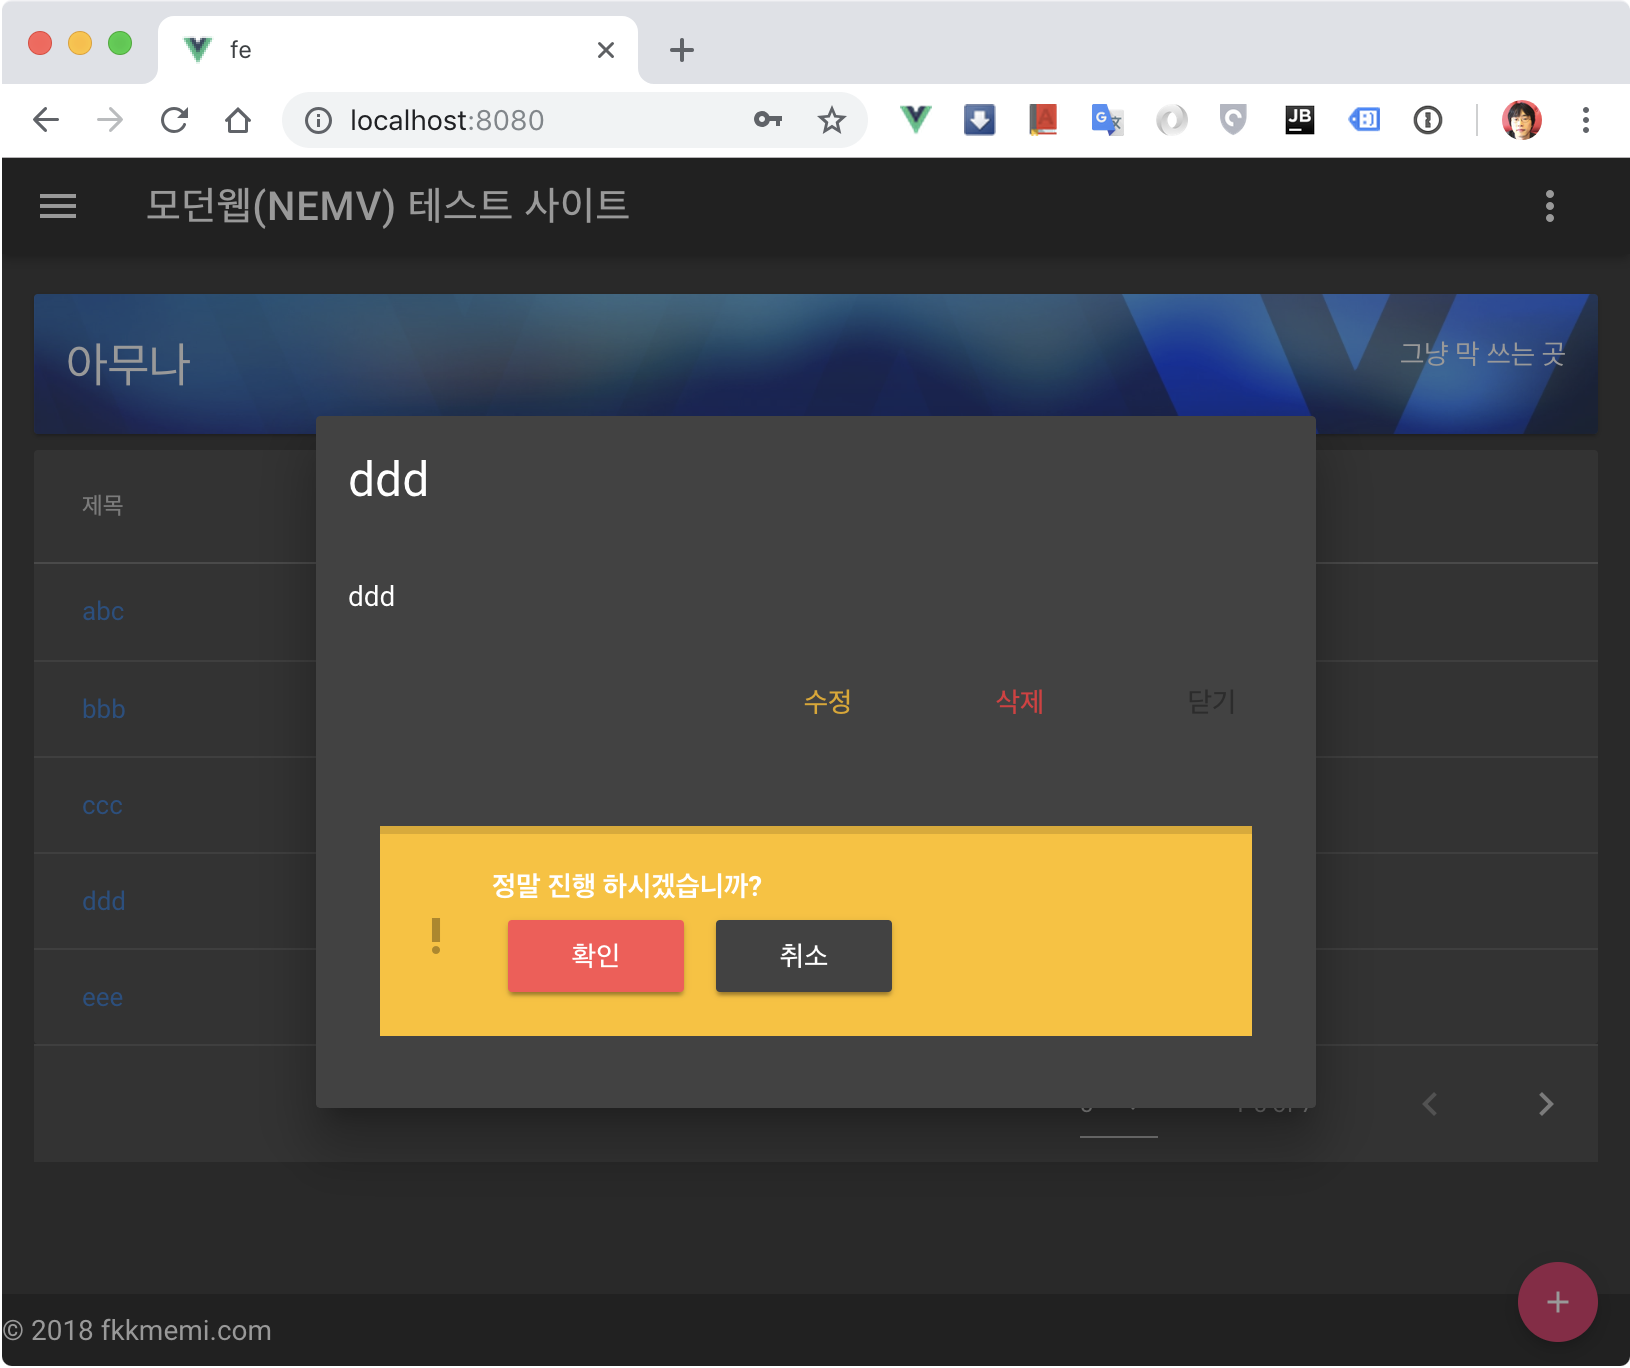 fe
localhost:8080
JB
모던웹(NEMV) 테스트 사이트
아무나
그냥 막 쓰는 곳
제목
abc
bbb
ccc
ddd
eee
ddd
ddd
수정 삭제 닫기
정말 진행 하시겠습니까?
확인 취소
© 2018 fkkmemi.com